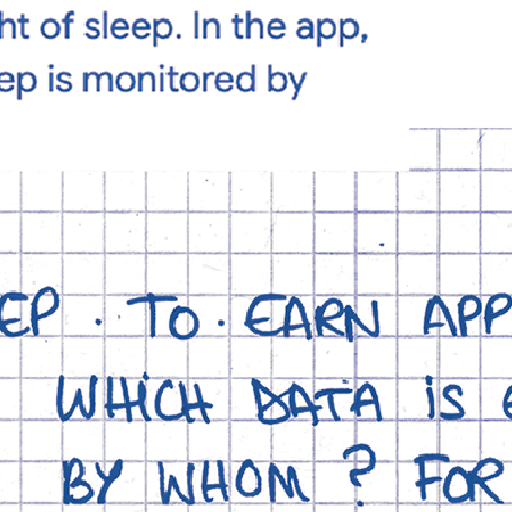 ht of sleep. In the app,
ep is monitored by
EP · TO · EARN APP
WHICH DATA IS
BY WHOM ? FOR